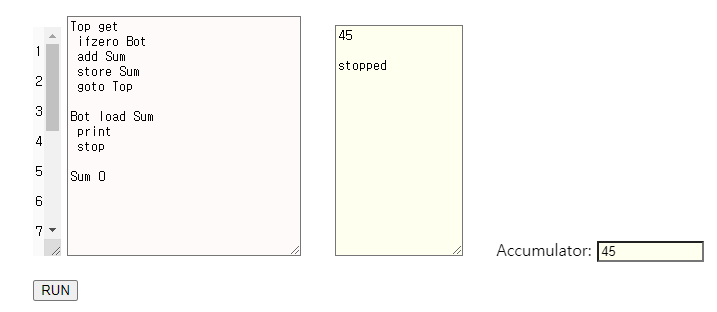 1
2
3
4
5
6
7
Top get
ifzero Bot
add Sum
store Sum
goto Top
Bot load Sum
print
stop
Sum 0
45
stopped
Accumulator: 45
RUN